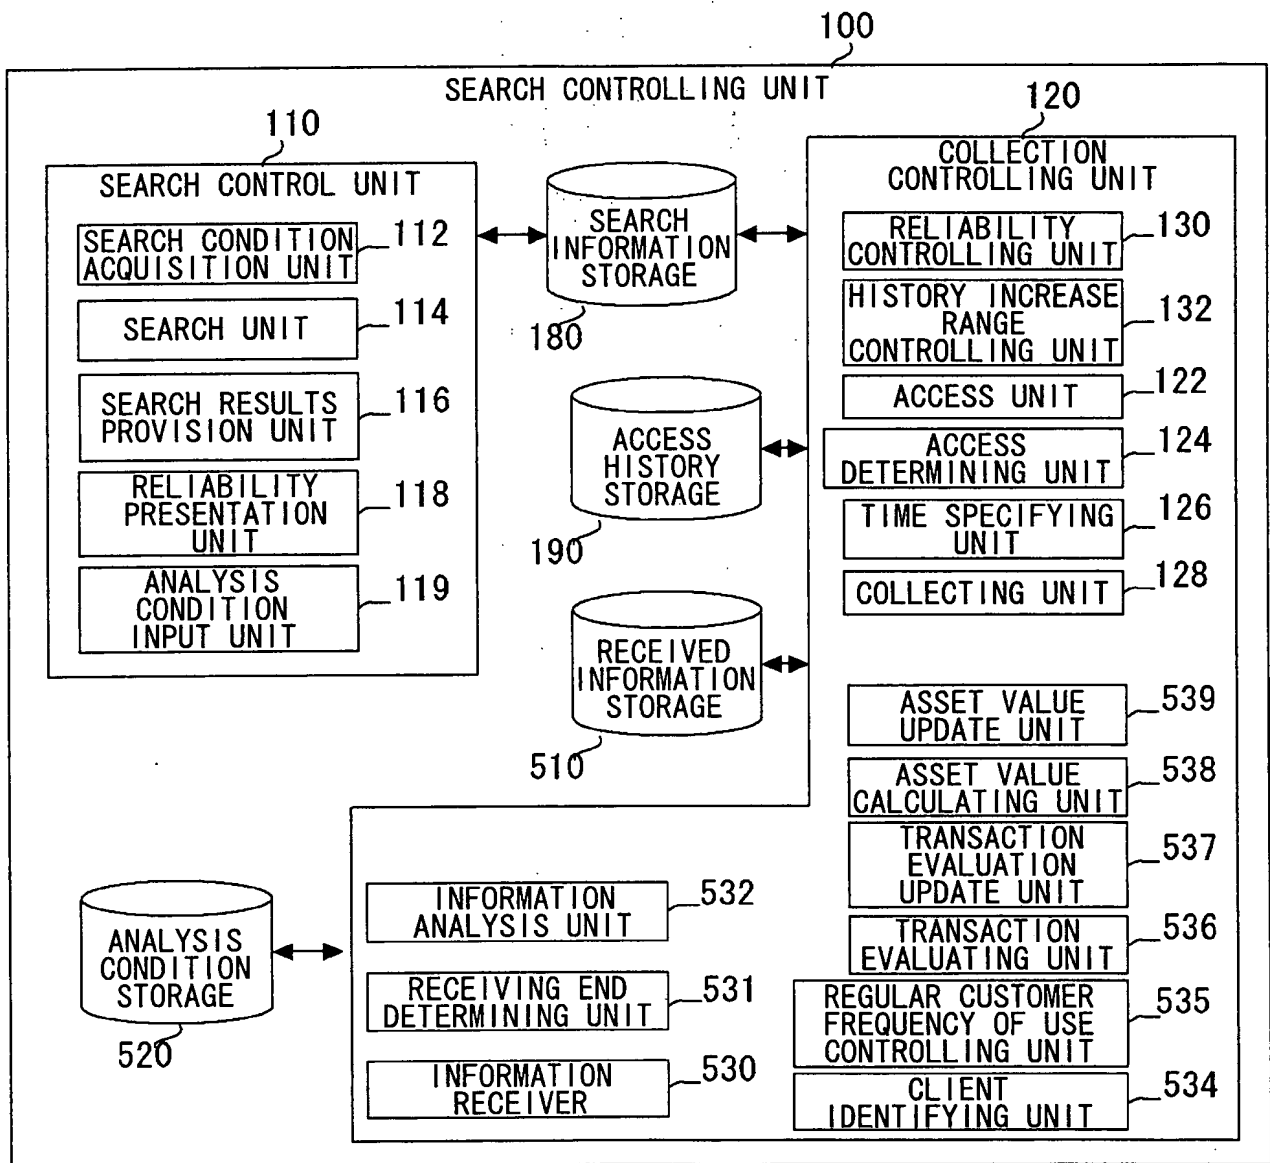 100
SEARCH CONTROLLING UNIT
110
SEARCH CONTROL UNIT
SEARCH CONDITION
ACQUISITION UNIT
112
SEARCH UNIT
114
SEARCH RESULTS
PROVISION UNIT
116
RELIABILITY
PRESENTATION
UNIT
118
ANALYSIS
CONDITION
INPUT UNIT
119
SEARCH
INFORMATION
STORAGE
180
ACCESS
HISTORY
STORAGE
190
RECEIVED
INFORMATION
STORAGE
510
120
COLLECTION
CONTROLLING UNIT
RELIABILITY
CONTROLLING UNIT
130
HISTORY INCREASE
RANGE
CONTROLLING UNIT
132
ACCESS UNIT
122
ACCESS
DETERMINING UNIT
124
TIME SPECIFYING
UNIT
126
COLLECTING UNIT
128
ASSET VALUE
UPDATE UNIT
539
ASSET VALUE
CALCULATING UNIT
538
TRANSACTION
EVALUATION
UPDATE UNIT
537
TRANSACTION
EVALUATING UNIT
536
REGULAR CUSTOMER
FREQUENCY OF USE
CONTROLLING UNIT
535
CLIENT
IDENTIFYING UNIT
534
INFORMATION
ANALYSIS UNIT
532
RECEIVING END
DETERMINING UNIT
531
INFORMATION
RECEIVER
530
ANALYSIS
CONDITION
STORAGE
520